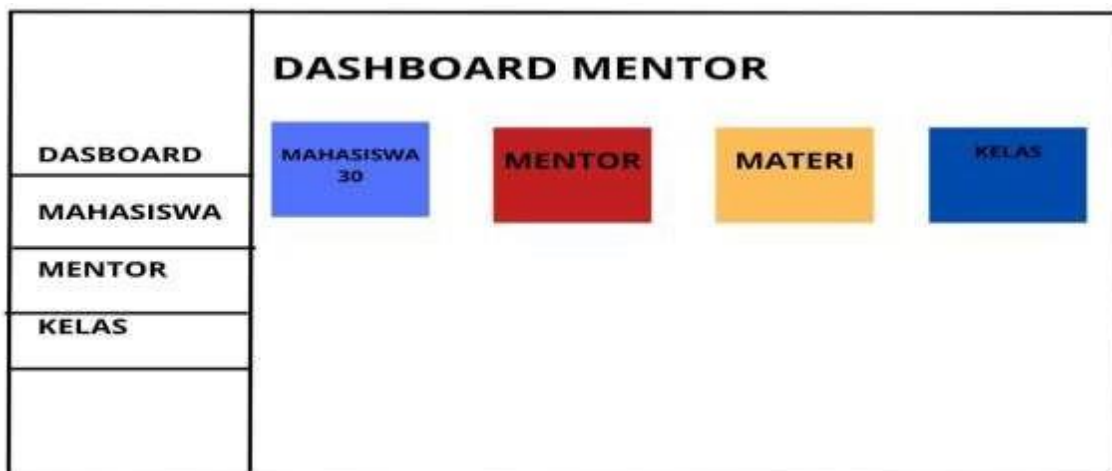 DASHBOARD MENTOR
DASBOARD
MAHASISWA
MENTOR
KELAS
MAHASISWA
30
MENTOR
MATERI
KELAS